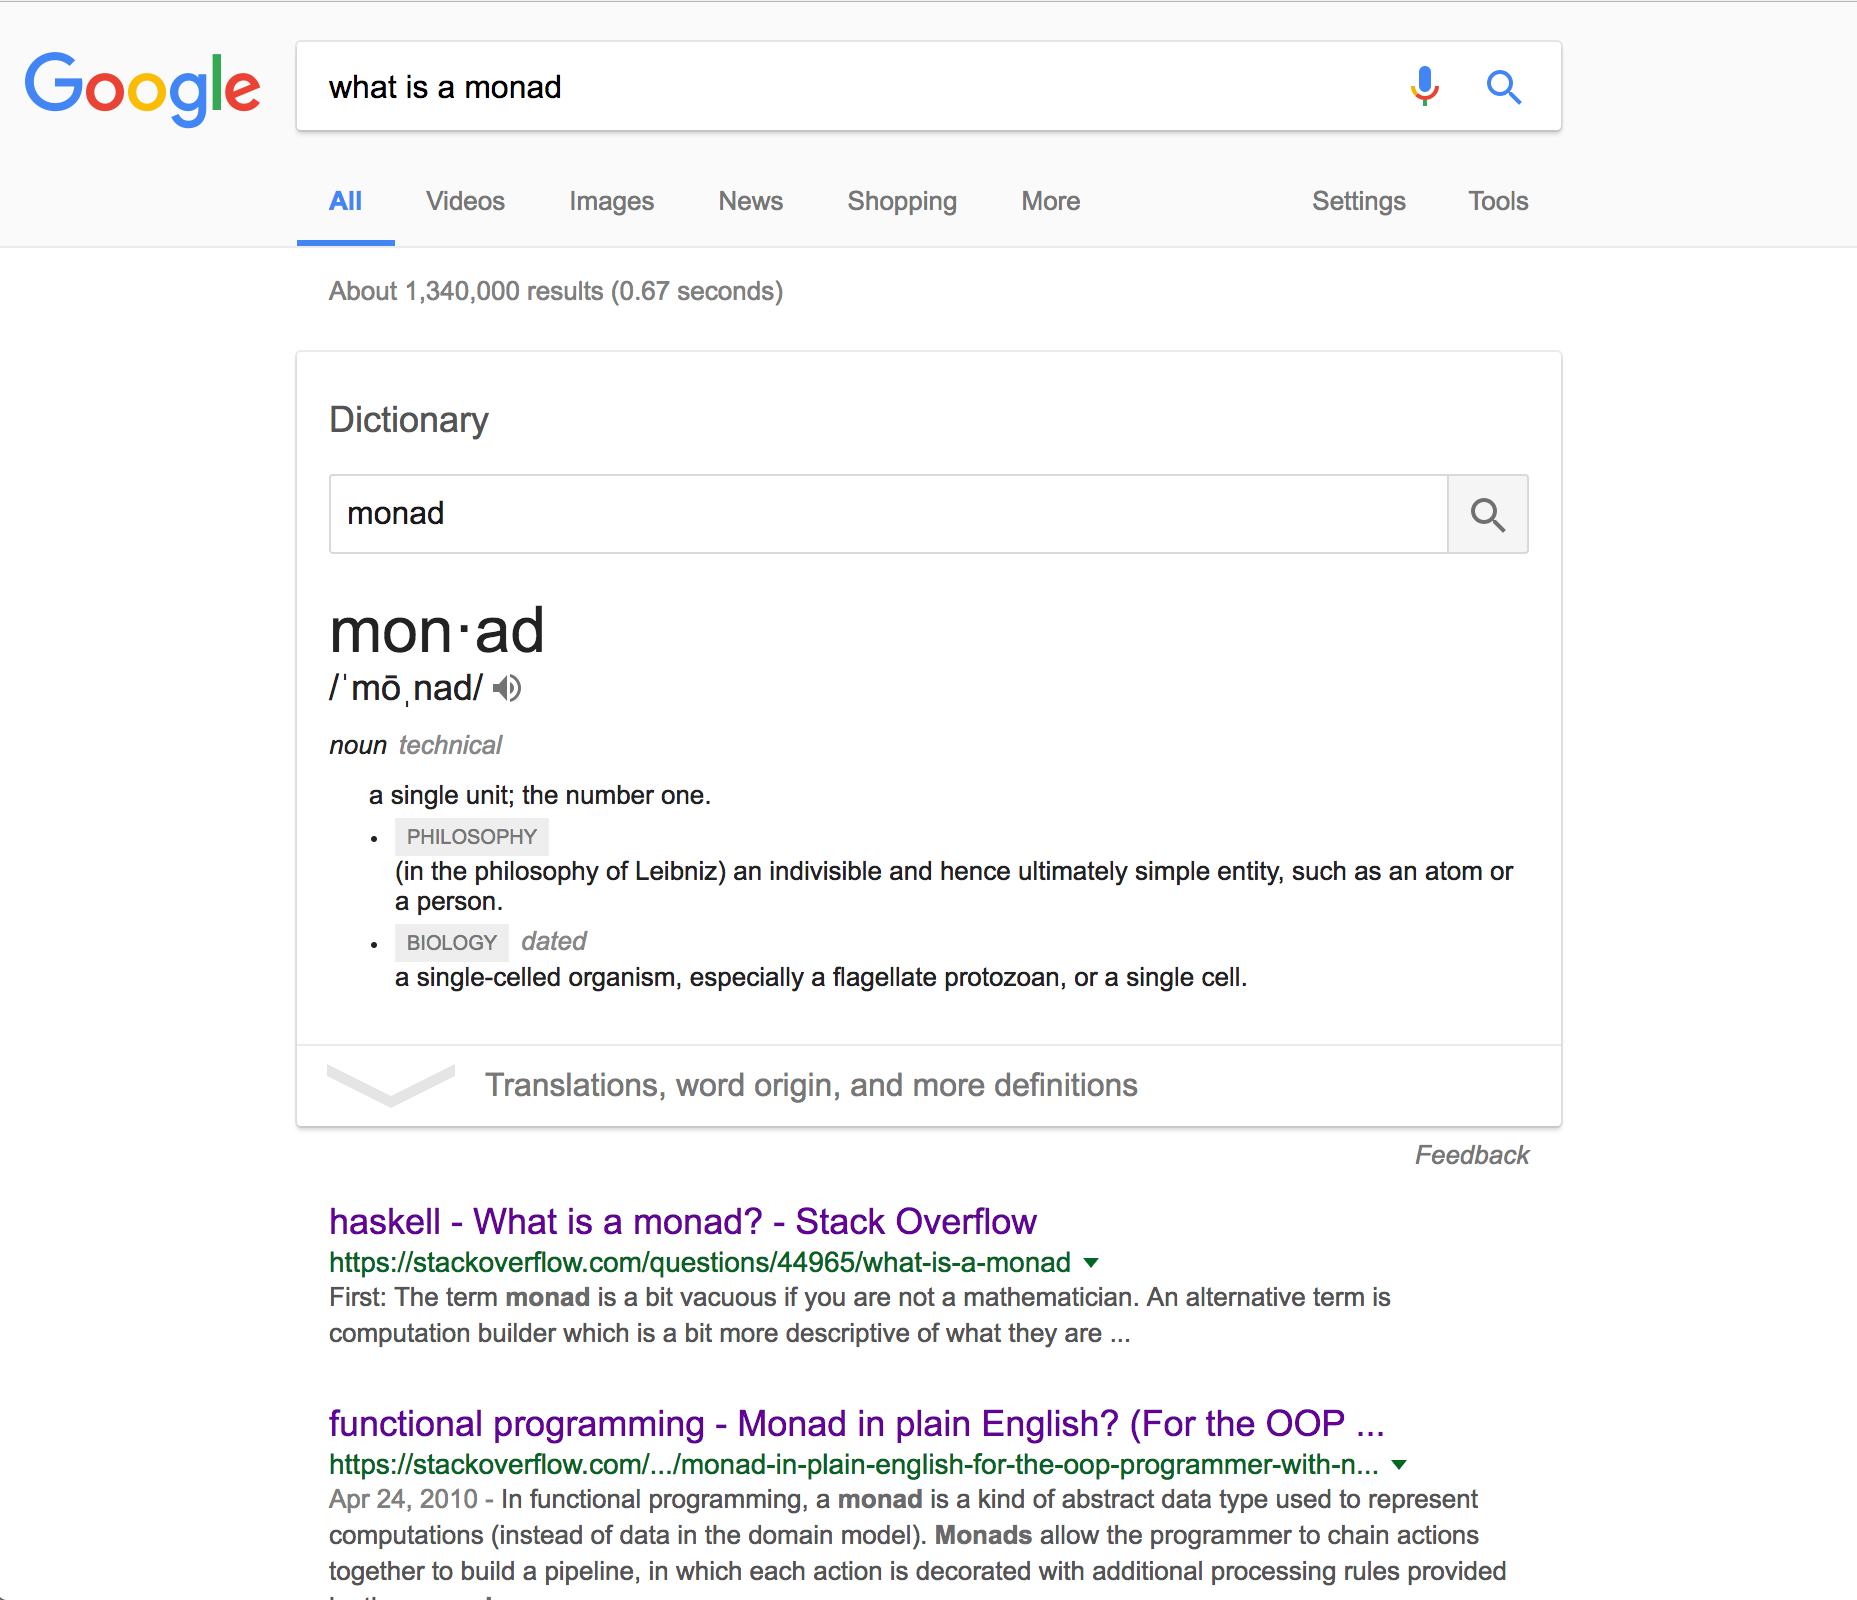 Google
what is a monad
All Videos Images News Shopping More Settings Tools
About 1,340,000 results (0.67 seconds)
Dictionary
monad
mon·ad
/ˈmōˌnad/
noun technical
a single unit; the number one.
• PHILOSOPHY
(in the philosophy of Leibniz) an indivisible and hence ultimately simple entity, such as an atom or
a person.
• BIOLOGY dated
a single-celled organism, especially a flagellate protozoan, or a single cell.
Translations, word origin, and more definitions
Feedback
haskell - What is a monad? - Stack Overflow
https://stackoverflow.com/questions/44965/what-is-a-monad
First: The term monad is a bit vacuous if you are not a mathematician. An alternative term is
computation builder which is a bit more descriptive of what they are ...
functional programming - Monad in plain English? (For the OOP ...
https://stackoverflow.com/.../monad-in-plain-english-for-the-oop-programmer-with-n...
Apr 24, 2010 - In functional programming, a monad is a kind of abstract data type used to represent
computations (instead of data in the domain model). Monads allow the programmer to chain actions
together to build a pipeline, in which each action is decorated with additional processing rules provided